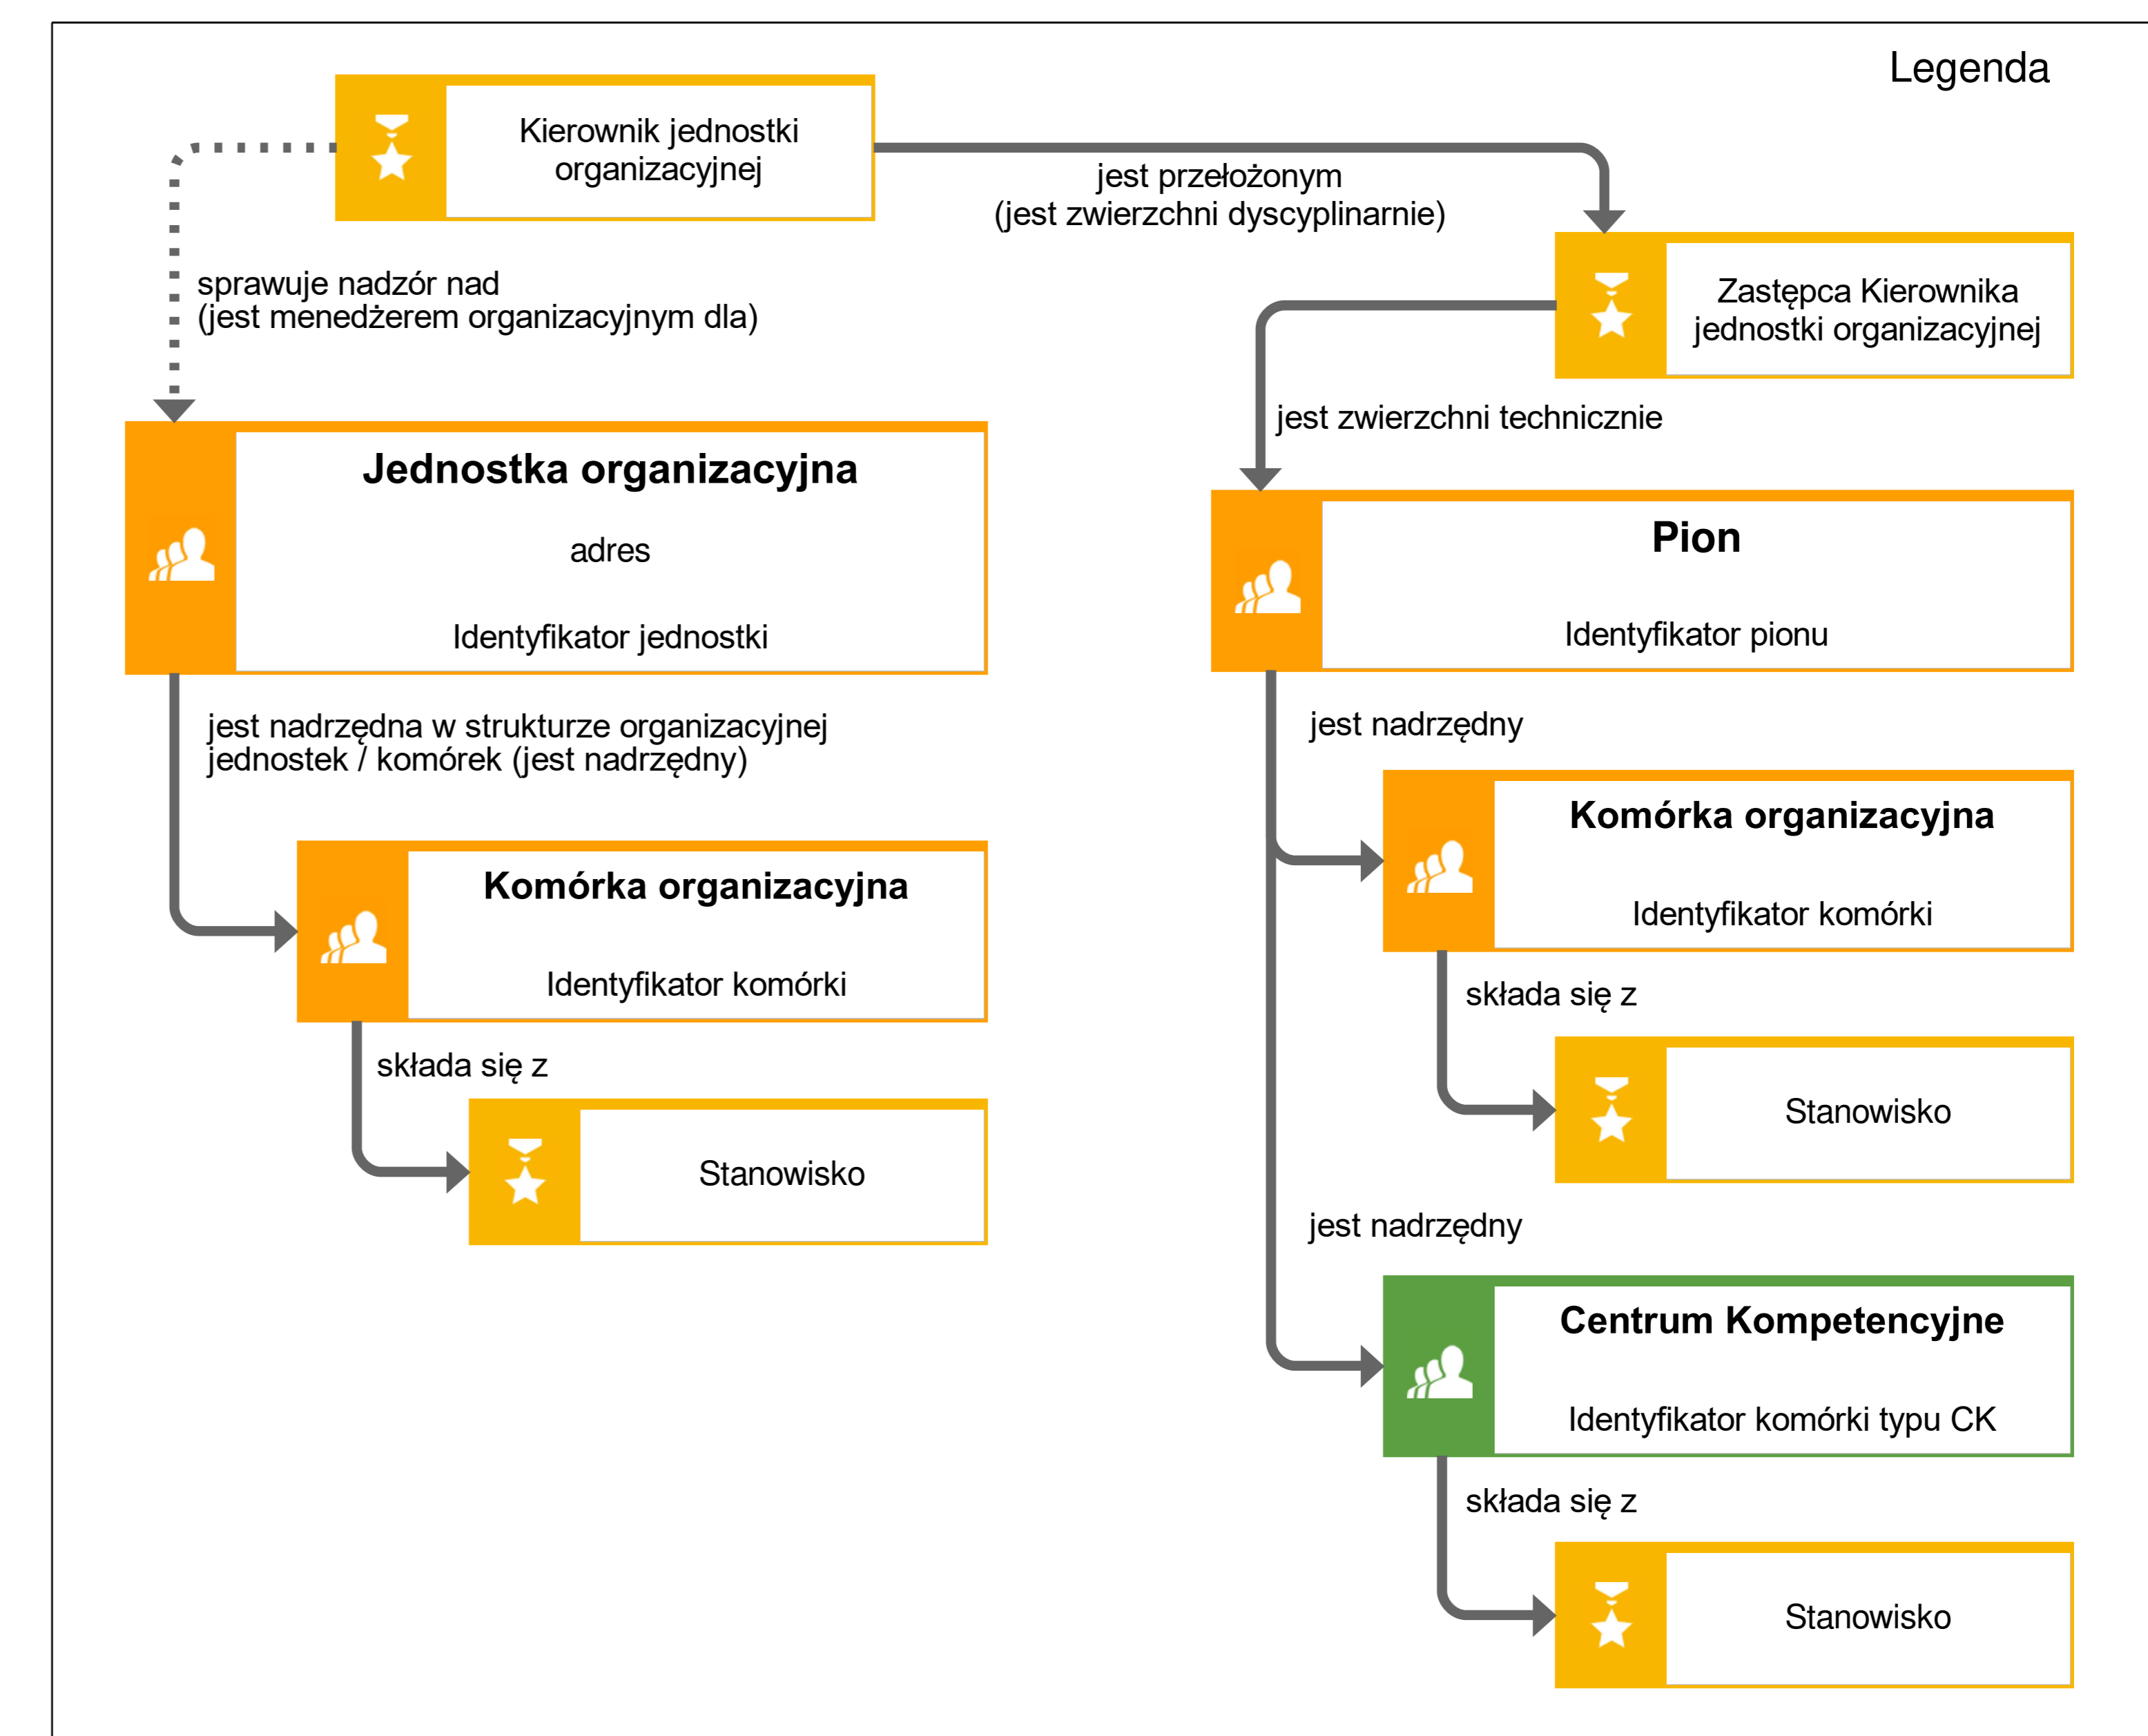 Legenda
Kierownik jednostki
organizacyjnej
jest przełożonym
(jest zwierzchni dyscyplinarnie)
sprawuje nadzór nad
(jest menedżerem organizacyjnym dla)
Zastępca Kierownika
jednostki organizacyjnej
jest zwierzchni technicznie
Jednostka organizacyjna
adres
Identyfikator jednostki
jest nadrzędna w strukturze organizacyjnej
jednostek / komórek (jest nadrzędny)
Komórka organizacyjna
Identyfikator komórki
składa się z
Stanowisko
Pion
Identyfikator pionu
jest nadrzędny
Komórka organizacyjna
Identyfikator komórki
składa się z
Stanowisko
jest nadrzędny
Centrum Kompetencyjne
Identyfikator komórki typu CK
składa się z
Stanowisko